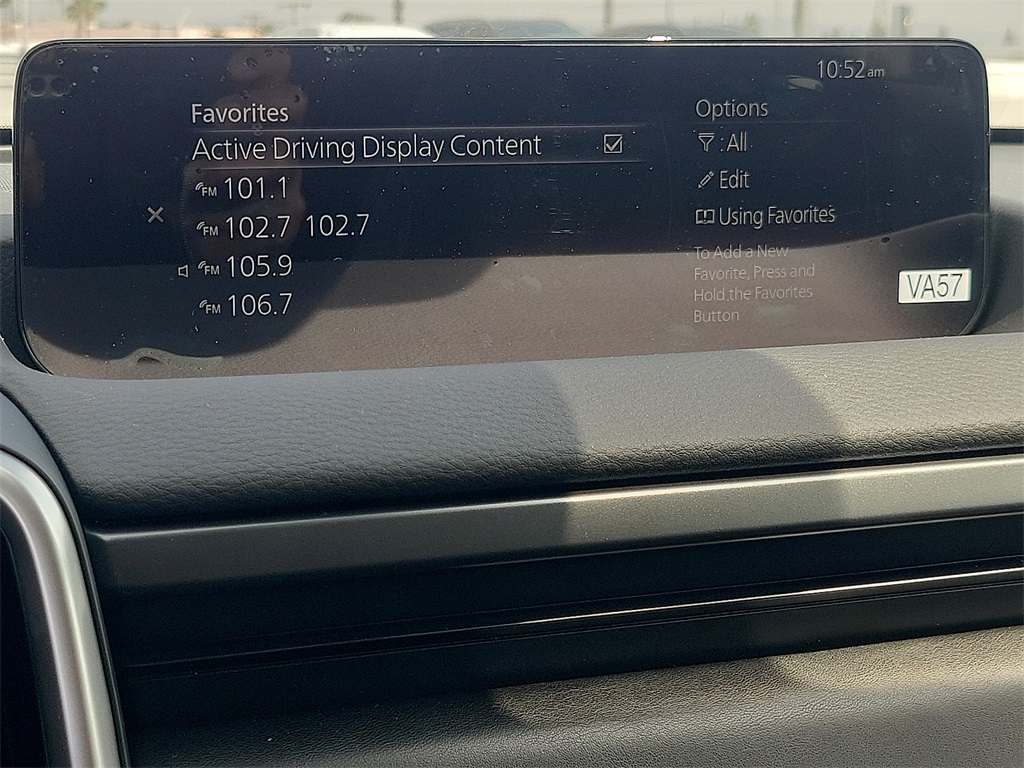 10:52am
Favorites
Active Driving Display Content
FM 101.1
FM 102.7 102.7
FM 105.9
FM 106.7
Options
: All
Edit
Using Favorites
To Add a New
Favorite, Press and
Hold the Favorites
Button
VA57